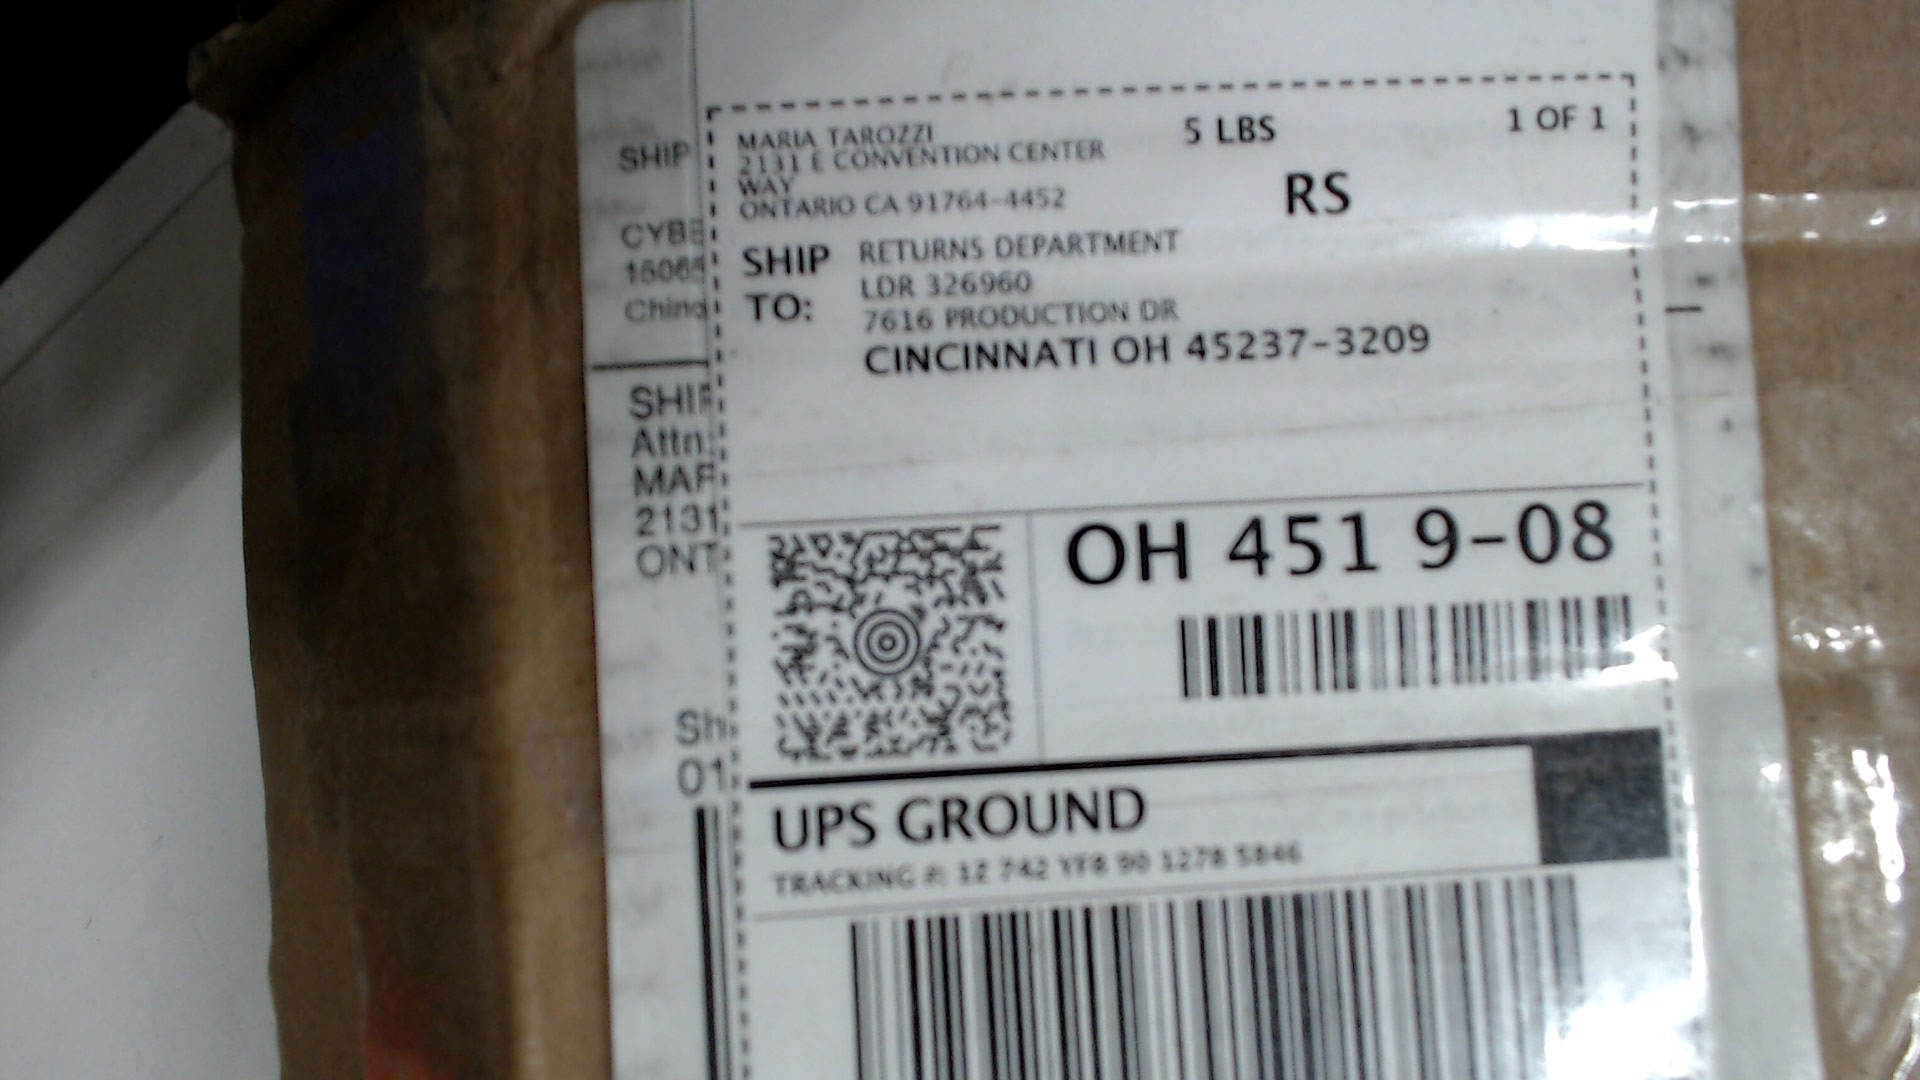 MARIA TAROZZI
2131 E CONVENTION CENTER
WAY
ONTARIO CA 91764-4452
5 LBS
1 OF 1
RS
SHIP TO:
RETURNS DEPARTMENT
LDR 326960
7616 PRODUCTION DR
CINCINNATI OH 45237-3209
OH 451 9-08
UPS GROUND
TRACKING #: 1Z 742 YF8 90 1278 5846
SHIP
CYBE
15065
Chino
SHIP
Attn:
MAR
2131
ONT
Sh
01